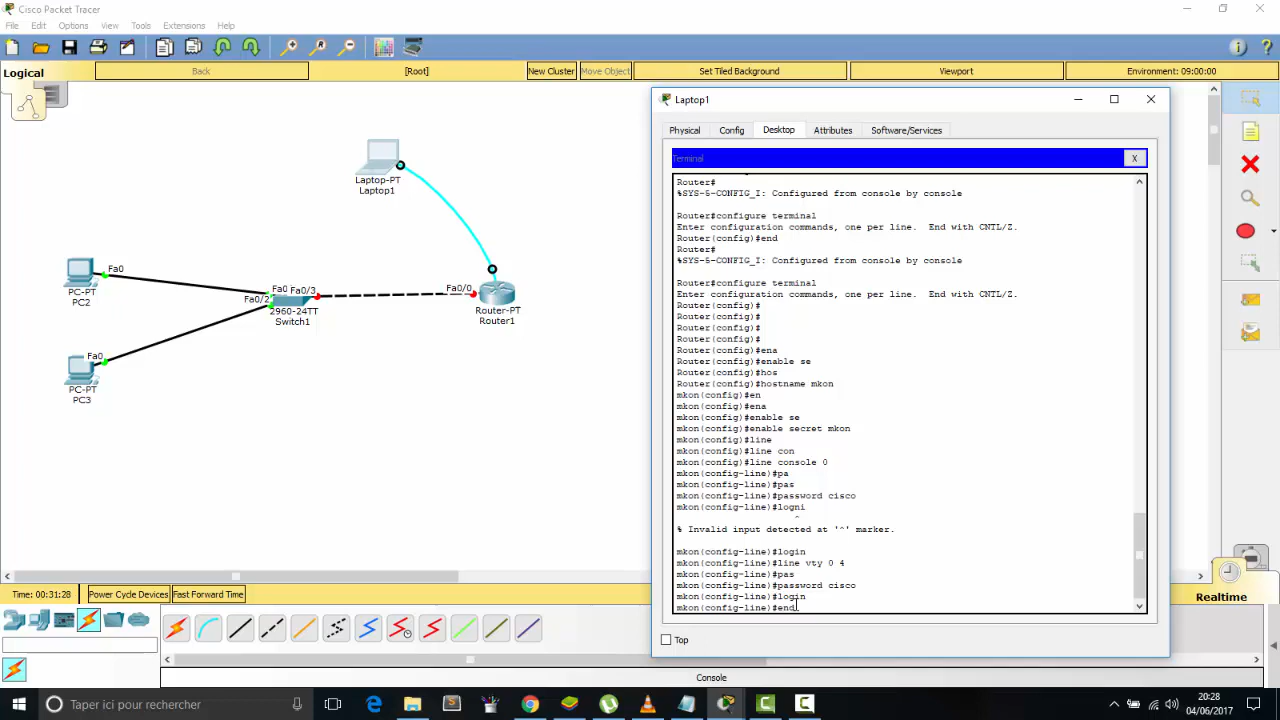 Cisco Packet Tracer
File Edit Options View Tools Extensions Help
Logical
Back
[Root]
New Cluster
Move Object
Set Tiled Background
Viewport
Environment: 09:00:00
Laptop-PT
Laptop1
Fa0
PC-PT
PC2
Fa0 Fa0/3
Fa0/2
2960-24TT
Switch1
Fa0/0
Router-PT
Router1
Fa0
PC-PT
PC3
Laptop1
Physical Config Desktop Attributes Software/Services
Terminal
X
Router#
%SYS-5-CONFIG_I: Configured from console by console
Router#configure terminal
Enter configuration commands, one per line. End with CNTL/Z.
Router(config)#end
Router#
%SYS-5-CONFIG_I: Configured from console by console
Router#configure terminal
Enter configuration commands, one per line. End with CNTL/Z.
Router(config)#
Router(config)#
Router(config)#
Router(config)#
Router(config)#ena
Router(config)#enable se
Router(config)#hos
Router(config)#hostname mkon
mkon(config)#en
mkon(config)#ena
mkon(config)#enable se
mkon(config)#enable secret mkon
mkon(config)#line
mkon(config)#line con
mkon(config)#line console 0
mkon(config-line)#pa
mkon(config-line)#pas
mkon(config-line)#password cisco
mkon(config-line)#logni
^
% Invalid input detected at '^' marker.
mkon(config-line)#login
mkon(config-line)#line vty 0 4
mkon(config-line)#pas
mkon(config-line)#password cisco
mkon(config-line)#login
mkon(config-line)#end
Top
Time: 00:31:28
Power Cycle Devices
Fast Forward Time
Realtime
Console
Taper ici pour rechercher
20:28
04/06/2017